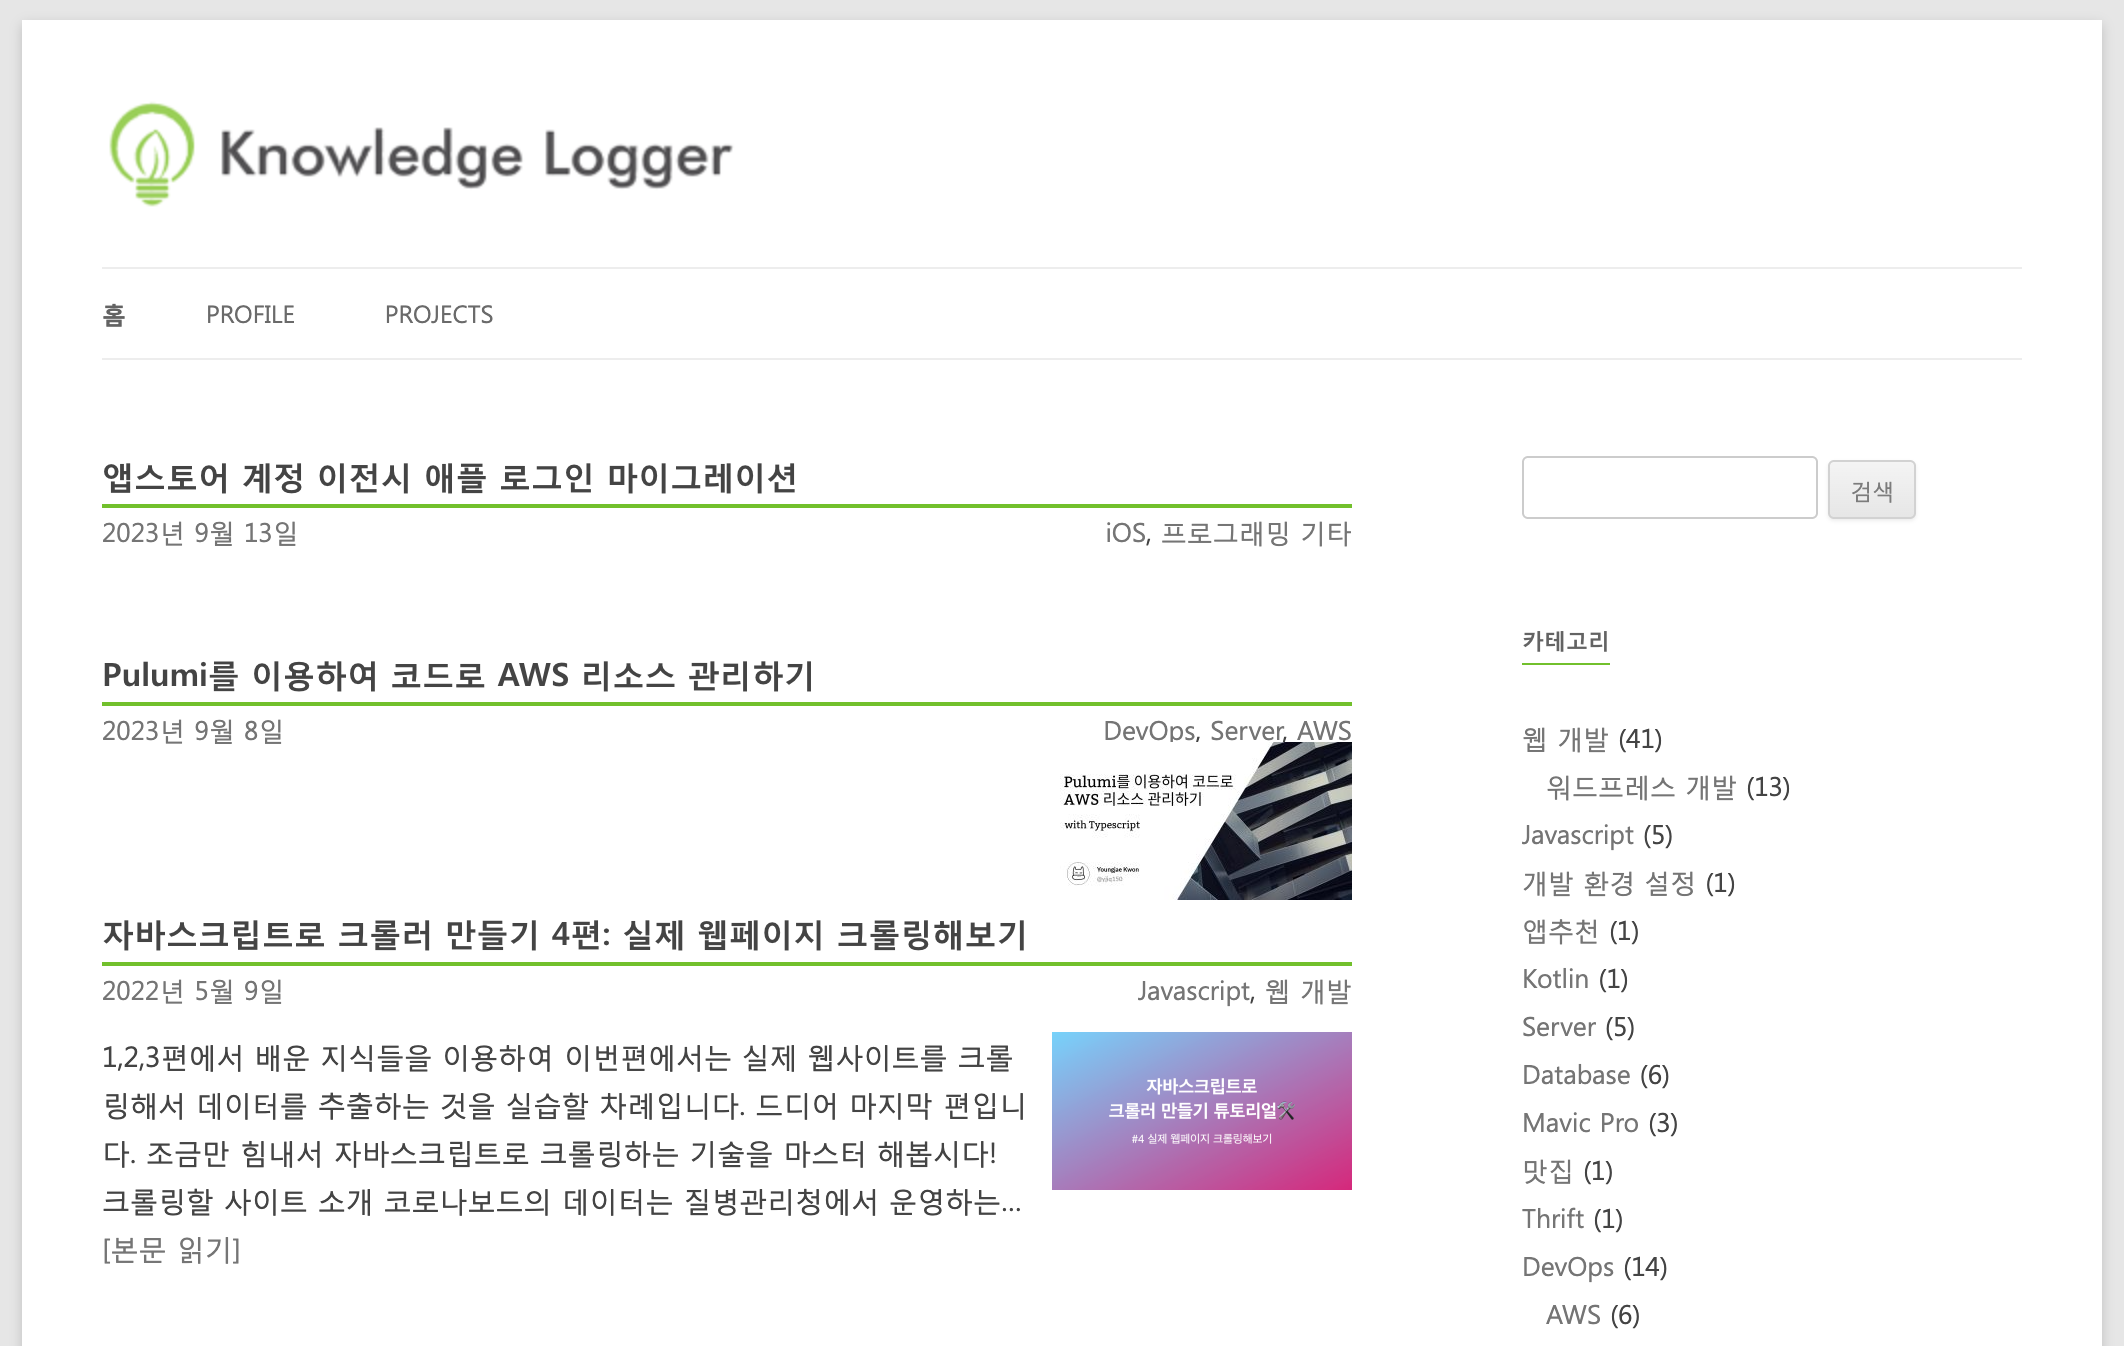 Knowledge Logger
홈 PROFILE PROJECTS
앱스토어 계정 이전시 애플 로그인 마이그레이션
2023년 9월 13일 iOS, 프로그래밍 기타
Pulumi를 이용하여 코드로 AWS 리소스 관리하기
2023년 9월 8일 DevOps, Server, AWS
Pulumi를 이용하여 코드로
AWS 리소스 관리하기
with Typescript
Youngjae Kwon
자바스크립트로 크롤러 만들기 4편: 실제 웹페이지 크롤링해보기
2022년 5월 9일 Javascript, 웹 개발
1,2,3편에서 배운 지식들을 이용하여 이번편에서는 실제 웹사이트를 크롤
링해서 데이터를 추출하는 것을 실습할 차례입니다. 드디어 마지막 편입니
다. 조금만 힘내서 자바스크립트로 크롤링하는 기술을 마스터 해봅시다!
크롤링할 사이트 소개 코로나보드의 데이터는 질병관리청에서 운영하는...
[본문 읽기]
자바스크립트로
크롤러 만들기 튜토리얼🛠
#4 실제 웹페이지 크롤링해보기
검색
카테고리
웹 개발 (41)
워드프레스 개발 (13)
Javascript (5)
개발 환경 설정 (1)
앱추천 (1)
Kotlin (1)
Server (5)
Database (6)
Mavic Pro (3)
맛집 (1)
Thrift (1)
DevOps (14)
AWS (6)